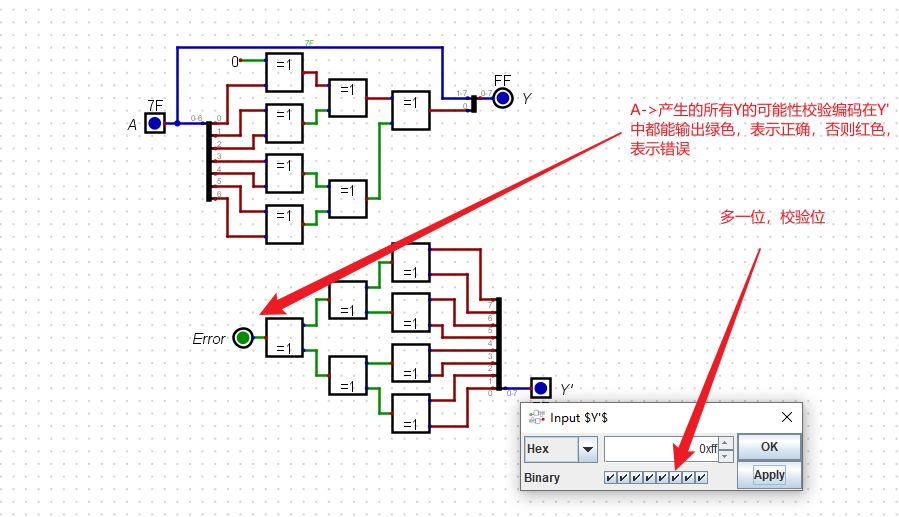 7F
0
=1
=1
FF
7F
=1
1-7
0-7
Y
0
=1
A
0-6
0
1
2
3
4
5
6
=1
=1
=1
=1
A->产生的所有Y的可能性校验编码在Y'
中都能输出绿色，表示正确，否则红色，
表示错误
多一位，校验位
=1
=1
=1
Error
=1
=1
=1
=1
7
6
5
4
3
2
1
0
0-7
Y'
Input $Y'$
Hex
0xff
OK
Binary
Apply